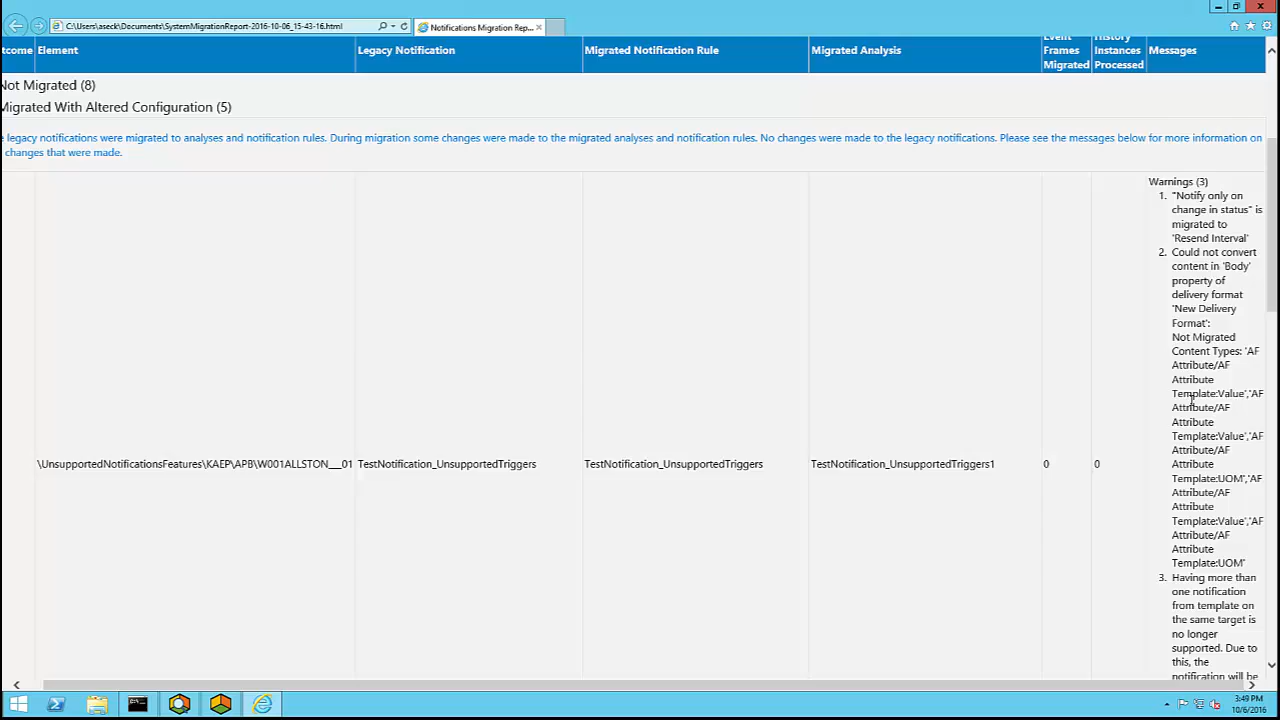 C:\Users\aseck\Documents\SystemMigrationReport-2016-10-06_15-43-16.html
Notifications Migration Rep...
tcome
Element
Legacy Notification
Migrated Notification Rule
Migrated Analysis
Event
Frames
Migrated
History
Instances
Processed
Messages
Not Migrated (8)
Migrated With Altered Configuration (5)
e legacy notifications were migrated to analyses and notification rules. During migration some changes were made to the migrated analyses and notification rules. No changes were made to the legacy notifications. Please see the messages below for more information on
changes that were made.
Warnings (3)
1. "Notify only on
change in status" is
migrated to
'Resend Interval'
2. Could not convert
content in 'Body'
property of
delivery format
'New Delivery
Format':
Not Migrated
Content Types: 'AF
Attribute/AF
Attribute
Template:Value','AF
Attribute/AF
Attribute
Template:Value','AF
Attribute/AF
Attribute
Template:UOM','AF
Attribute/AF
Attribute
Template:Value','AF
Attribute/AF
Attribute
Template:UOM'
3. Having more than
one notification
from template on
the same target is
no longer
supported. Due to
this, the
notification will be
\UnsupportedNotificationsFeatures\KAEP\APB\W001ALLSTON__01
TestNotification_UnsupportedTriggers
TestNotification_UnsupportedTriggers
TestNotification_UnsupportedTriggers1
0
0
3:49 PM
10/6/2016